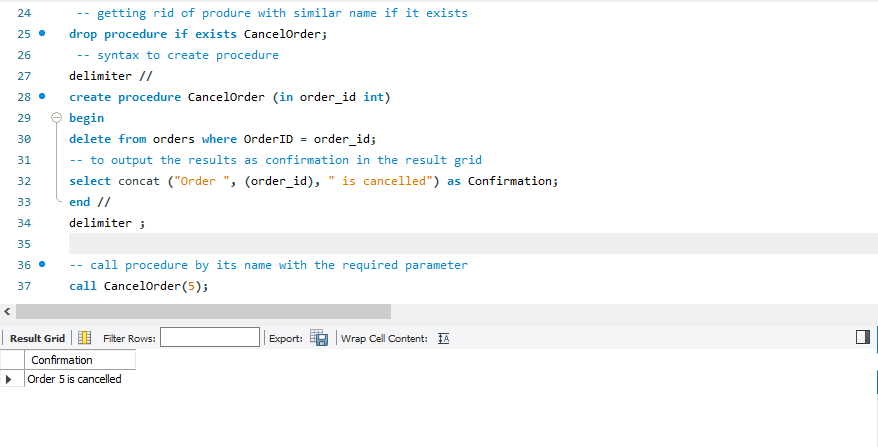 24 -- getting rid of produre with similar name if it exists
25 drop procedure if exists CancelOrder;
26 -- syntax to create procedure
27 delimiter //
28 create procedure CancelOrder (in order_id int)
29 begin
30 delete from orders where OrderID = order_id;
31 -- to output the results as confirmation in the result grid
32 select concat ("Order ", (order_id), " is cancelled") as Confirmation;
33 end //
34 delimiter ;
35
36 -- call procedure by its name with the required parameter
37 call CancelOrder(5);
Result Grid Filter Rows: Export: Wrap Cell Content: IA
Confirmation
Order 5 is cancelled